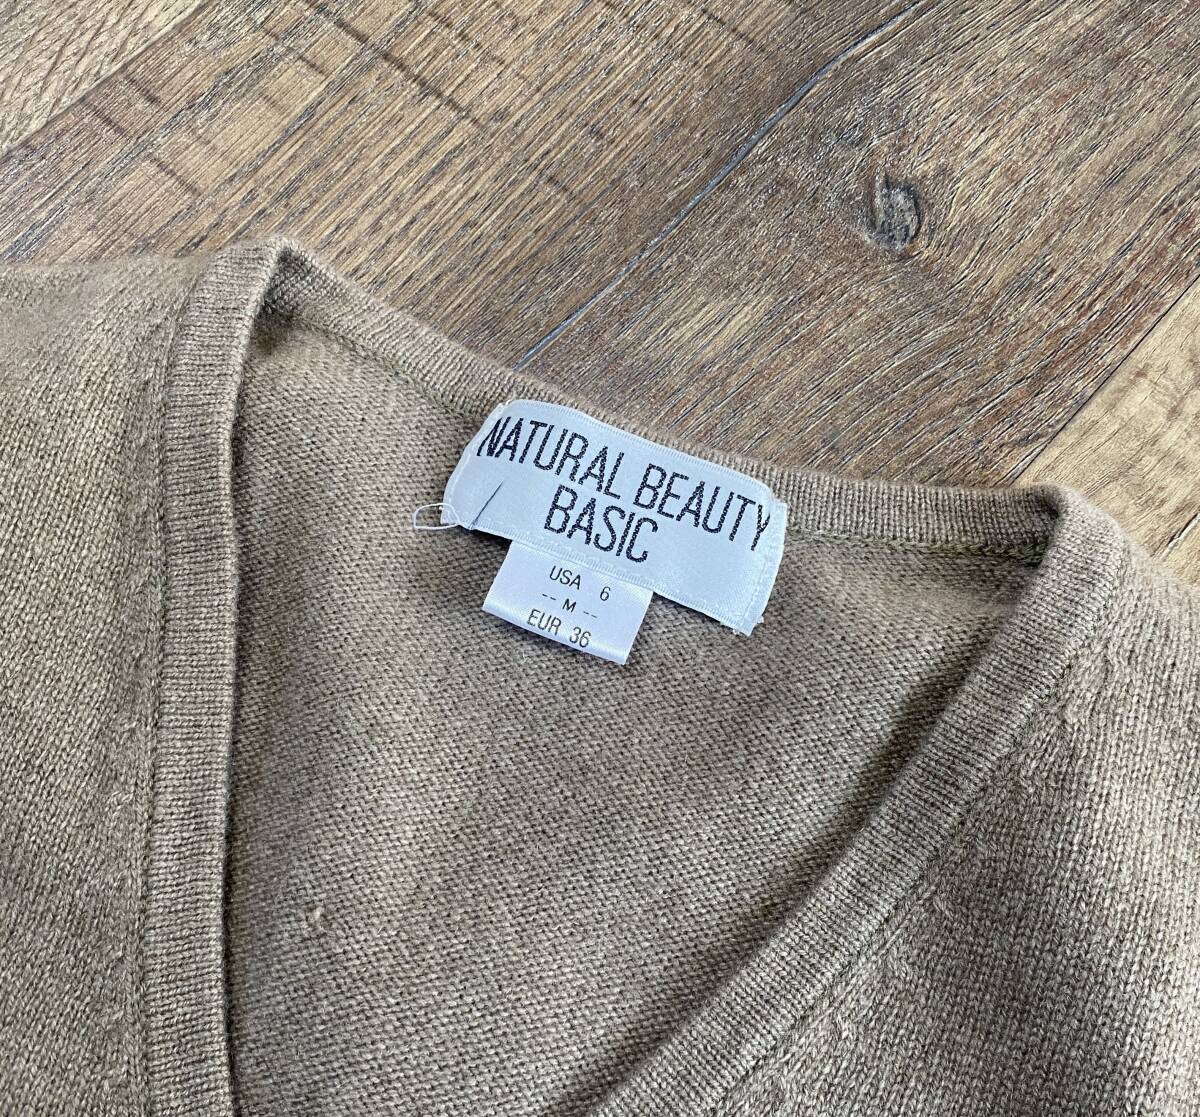 NATURAL BEAUTY
BASIC
USA 6
-- M --
EUR 36